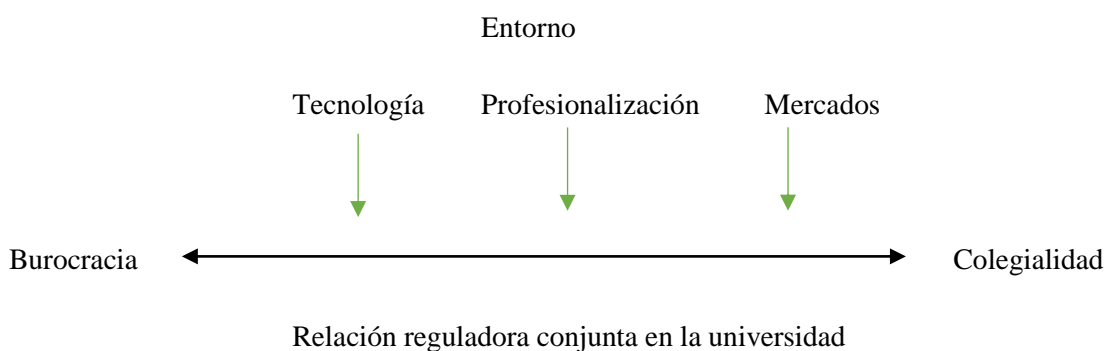 Entorno
Tecnología Profesionalización Mercados
Burocracia Colegialidad
Relación reguladora conjunta en la universidad